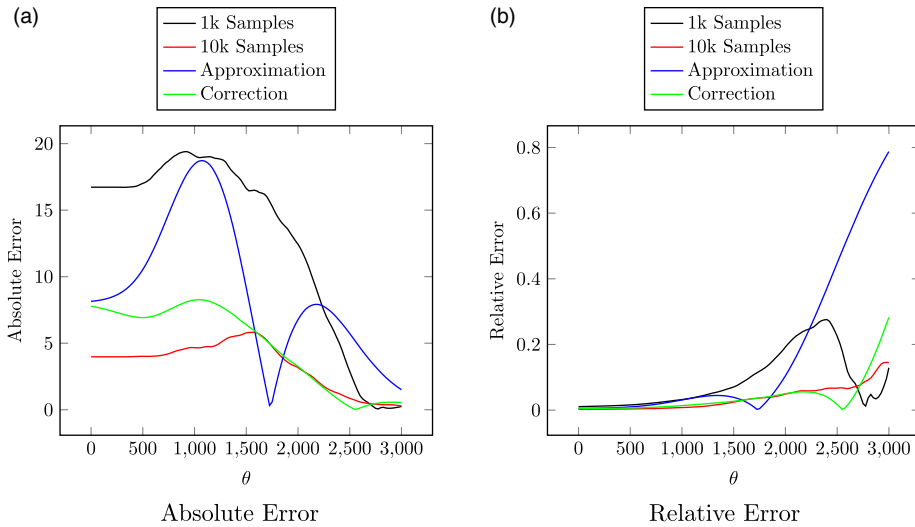 (a)
1k Samples
10k Samples
Approximation
Correction
20
15
10
5
0
Absolute Error
0 500 1,000 1,500 2,000 2,500 3,000
θ
Absolute Error
(b)
1k Samples
10k Samples
Approximation
Correction
0.8
0.6
0.4
0.2
0
Relative Error
0 500 1,000 1,500 2,000 2,500 3,000
θ
Relative Error